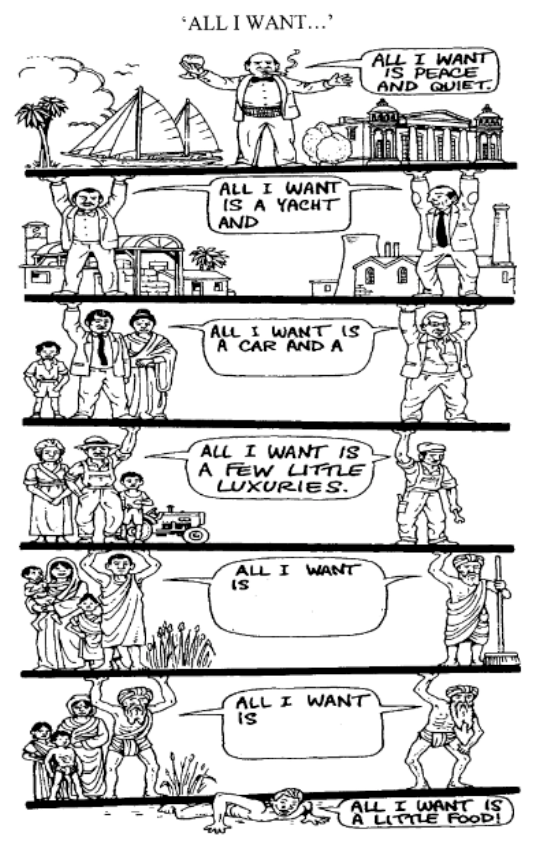 'ALL I WANT...'
ALL I WANT
IS PEACE
AND QUIET.
ALL I WANT
IS A YACHT
AND
ALL I WANT IS
A CAR AND A
ALL I WANT IS
A FEW LITTLE
LUXURIES.
ALL I WANT
IS
ALL I WANT
IS
ALL I WANT IS
A LITTLE FOOD!